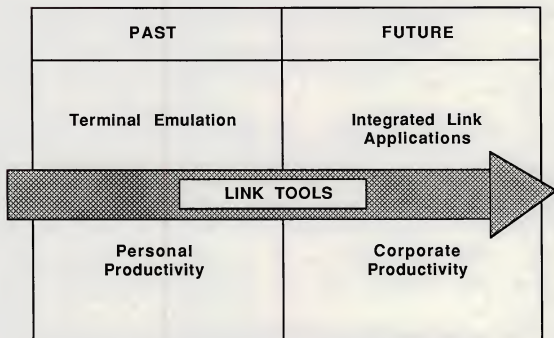 PAST
FUTURE
Terminal Emulation
Integrated Link
Applications
LINK TOOLS
Personal
Productivity
Corporate
Productivity